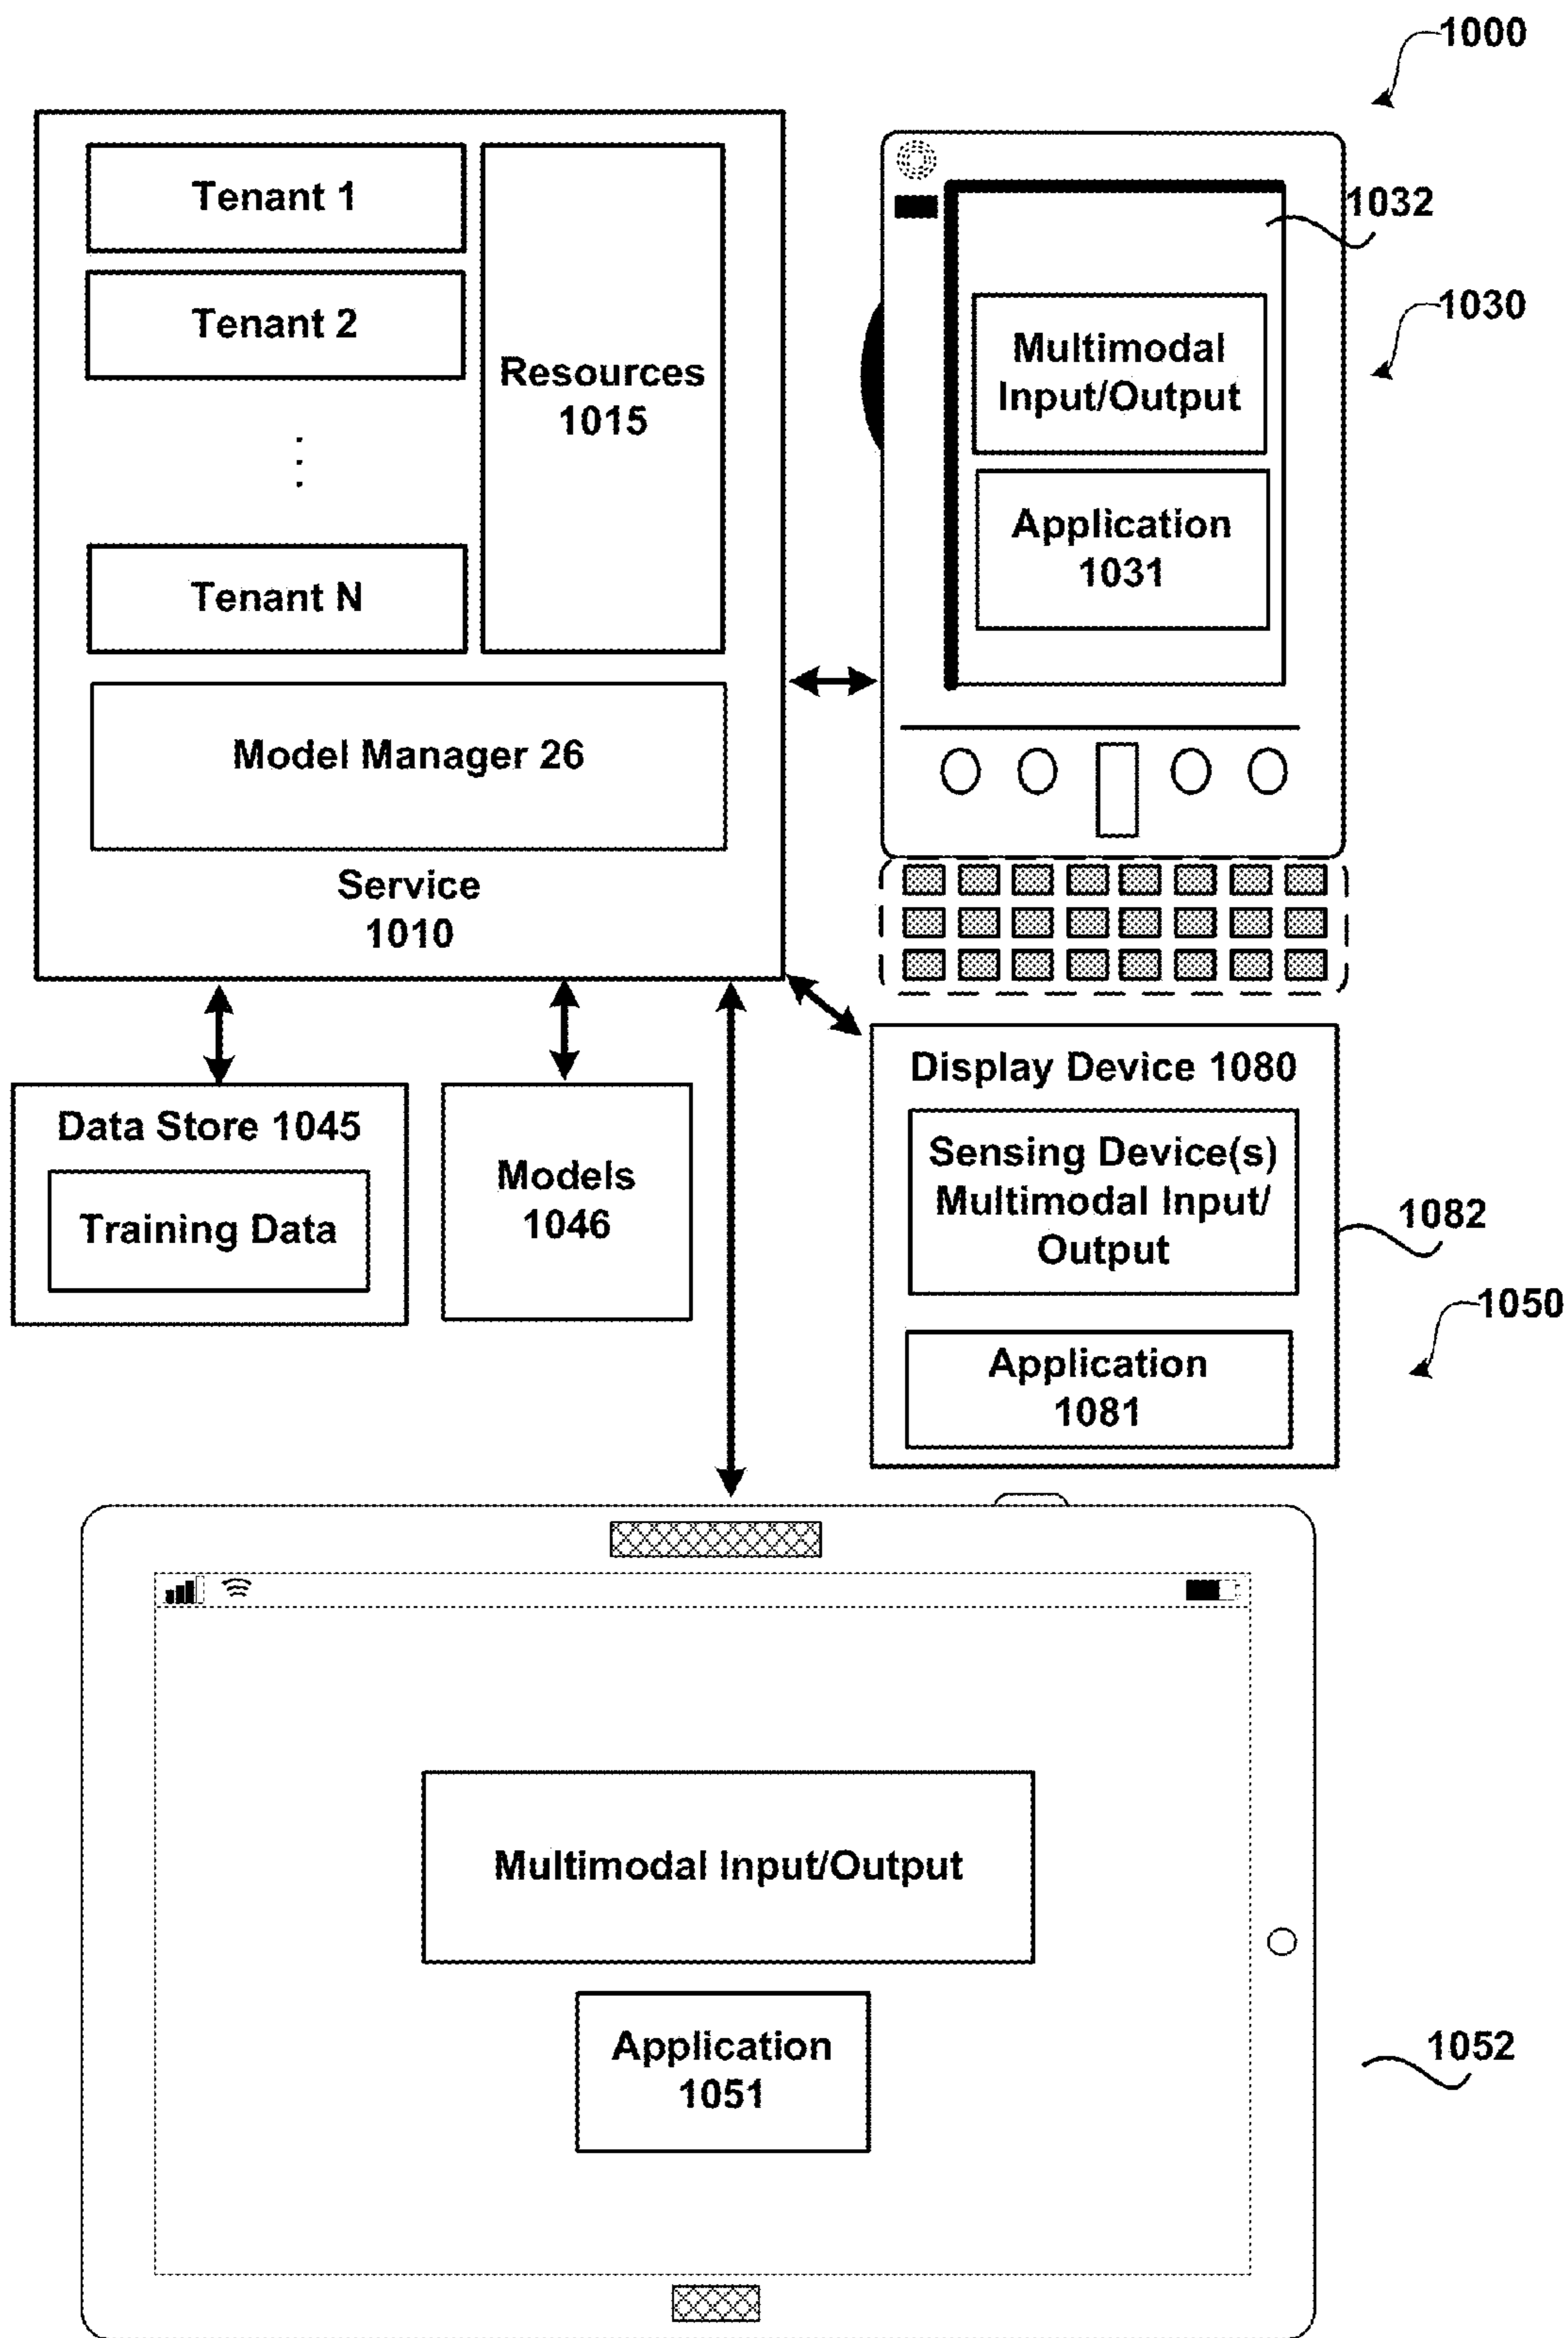 1000
Tenant 1
Tenant 2
Tenant N
Resources
1015
Model Manager 26
Service
1010
1032
1030
Multimodal
Input/Output
Application
1031
Data Store 1045
Training Data
Models
1046
Display Device 1080
Sensing Device(s)
Multimodal Input/
Output
1082
1050
Application
1081
Multimodal Input/Output
Application
1051
1052